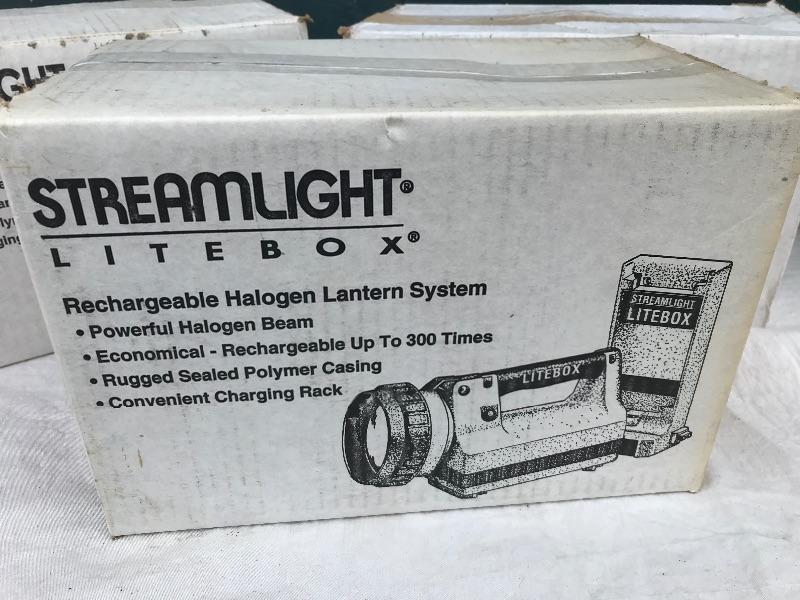 STREAMLIGHT®
LITEBOX®
Rechargeable Halogen Lantern System
• Powerful Halogen Beam
• Economical - Rechargeable Up To 300 Times
• Rugged Sealed Polymer Casing
• Convenient Charging Rack
LITEBOX
STREAMLIGHT
LITEBOX